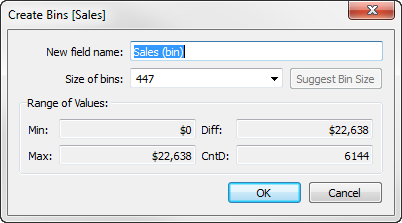 Create Bins [Sales]
New field name: Sales (bin)
Size of bins: 447 Suggest Bin Size
Range of Values:
Min: $0 Diff: $22,638
Max: $22,638 CntD: 6144
OK Cancel